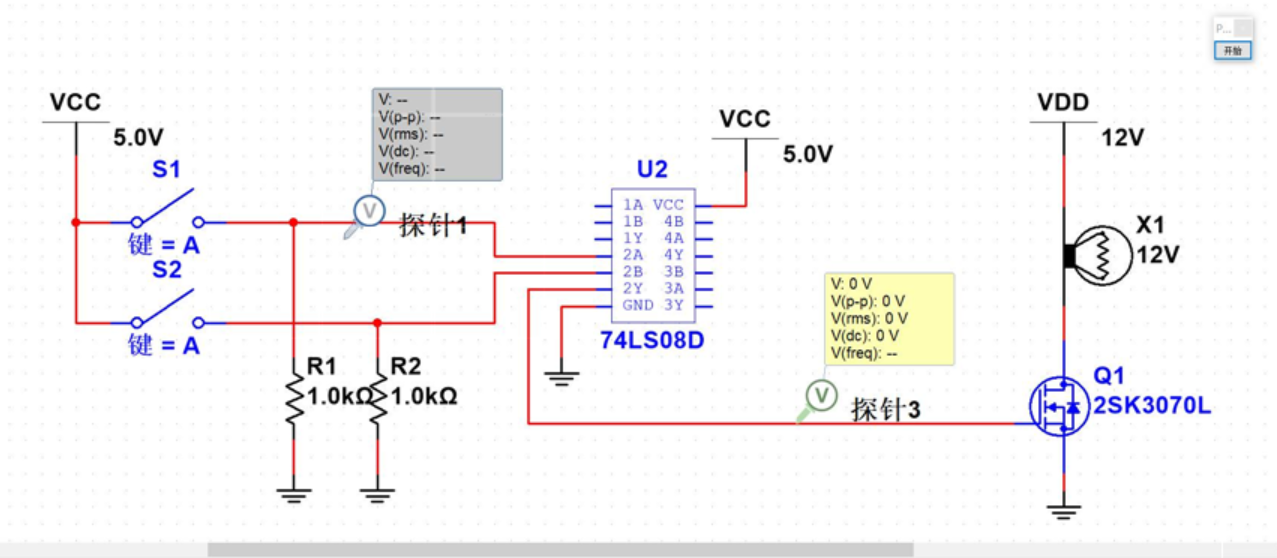 P...
开始
VCC
5.0V
S1
键 = A
S2
键 = A
V: --
V(p-p): --
V(rms): --
V(dc): --
V(freq): --
V
探针1
R1
1.0kΩ
R2
1.0kΩ
U2
1A VCC
1B 4B
1Y 4A
2A 4Y
2B 3B
2Y 3A
GND 3Y
74LS08D
VCC
5.0V
V: 0 V
V(p-p): 0 V
V(rms): 0 V
V(dc): 0 V
V(freq): --
V
探针3
VDD
12V
X1
12V
Q1
2SK3070L